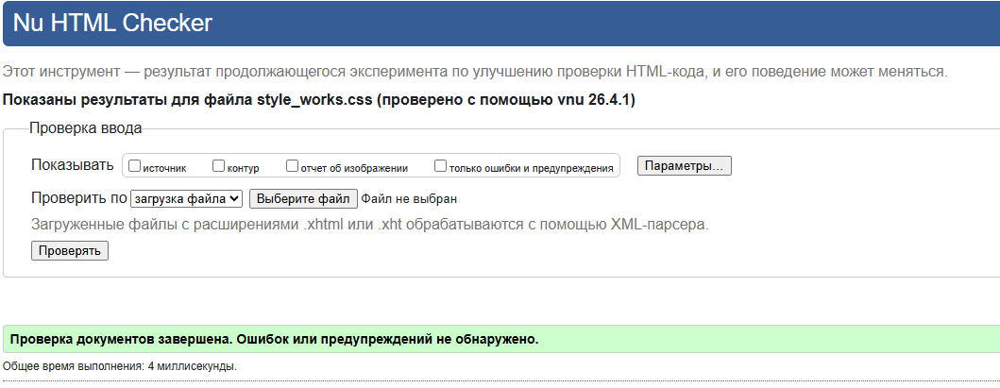 Nu HTML Checker
Этот инструмент — результат продолжающегося эксперимента по улучшению проверки HTML-кода, и его поведение может меняться.
Показаны результаты для файла style_works.css (проверено с помощью vnu 26.4.1)
Проверка ввода
Показывать источник контур отчет об изображении только ошибки и предупреждения Параметры...
Проверить по загрузка файла Выберите файл Файл не выбран
Загруженные файлы с расширениями .xhtml или .xht обрабатываются с помощью XML-парсера.
Проверять
Проверка документов завершена. Ошибок или предупреждений не обнаружено.
Общее время выполнения: 4 миллисекунды.